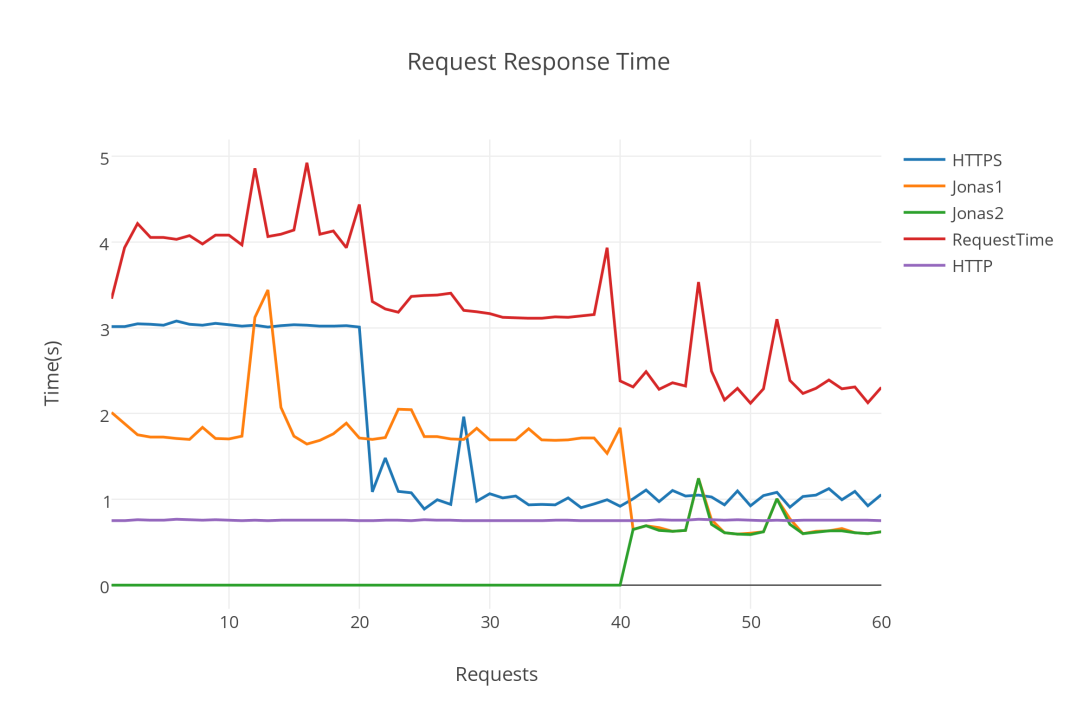 Request Response Time
5
4
3
2
1
0
Time(s)
10 20 30 40 50 60
Requests
HTTPS
Jonas1
Jonas2
RequestTime
HTTP